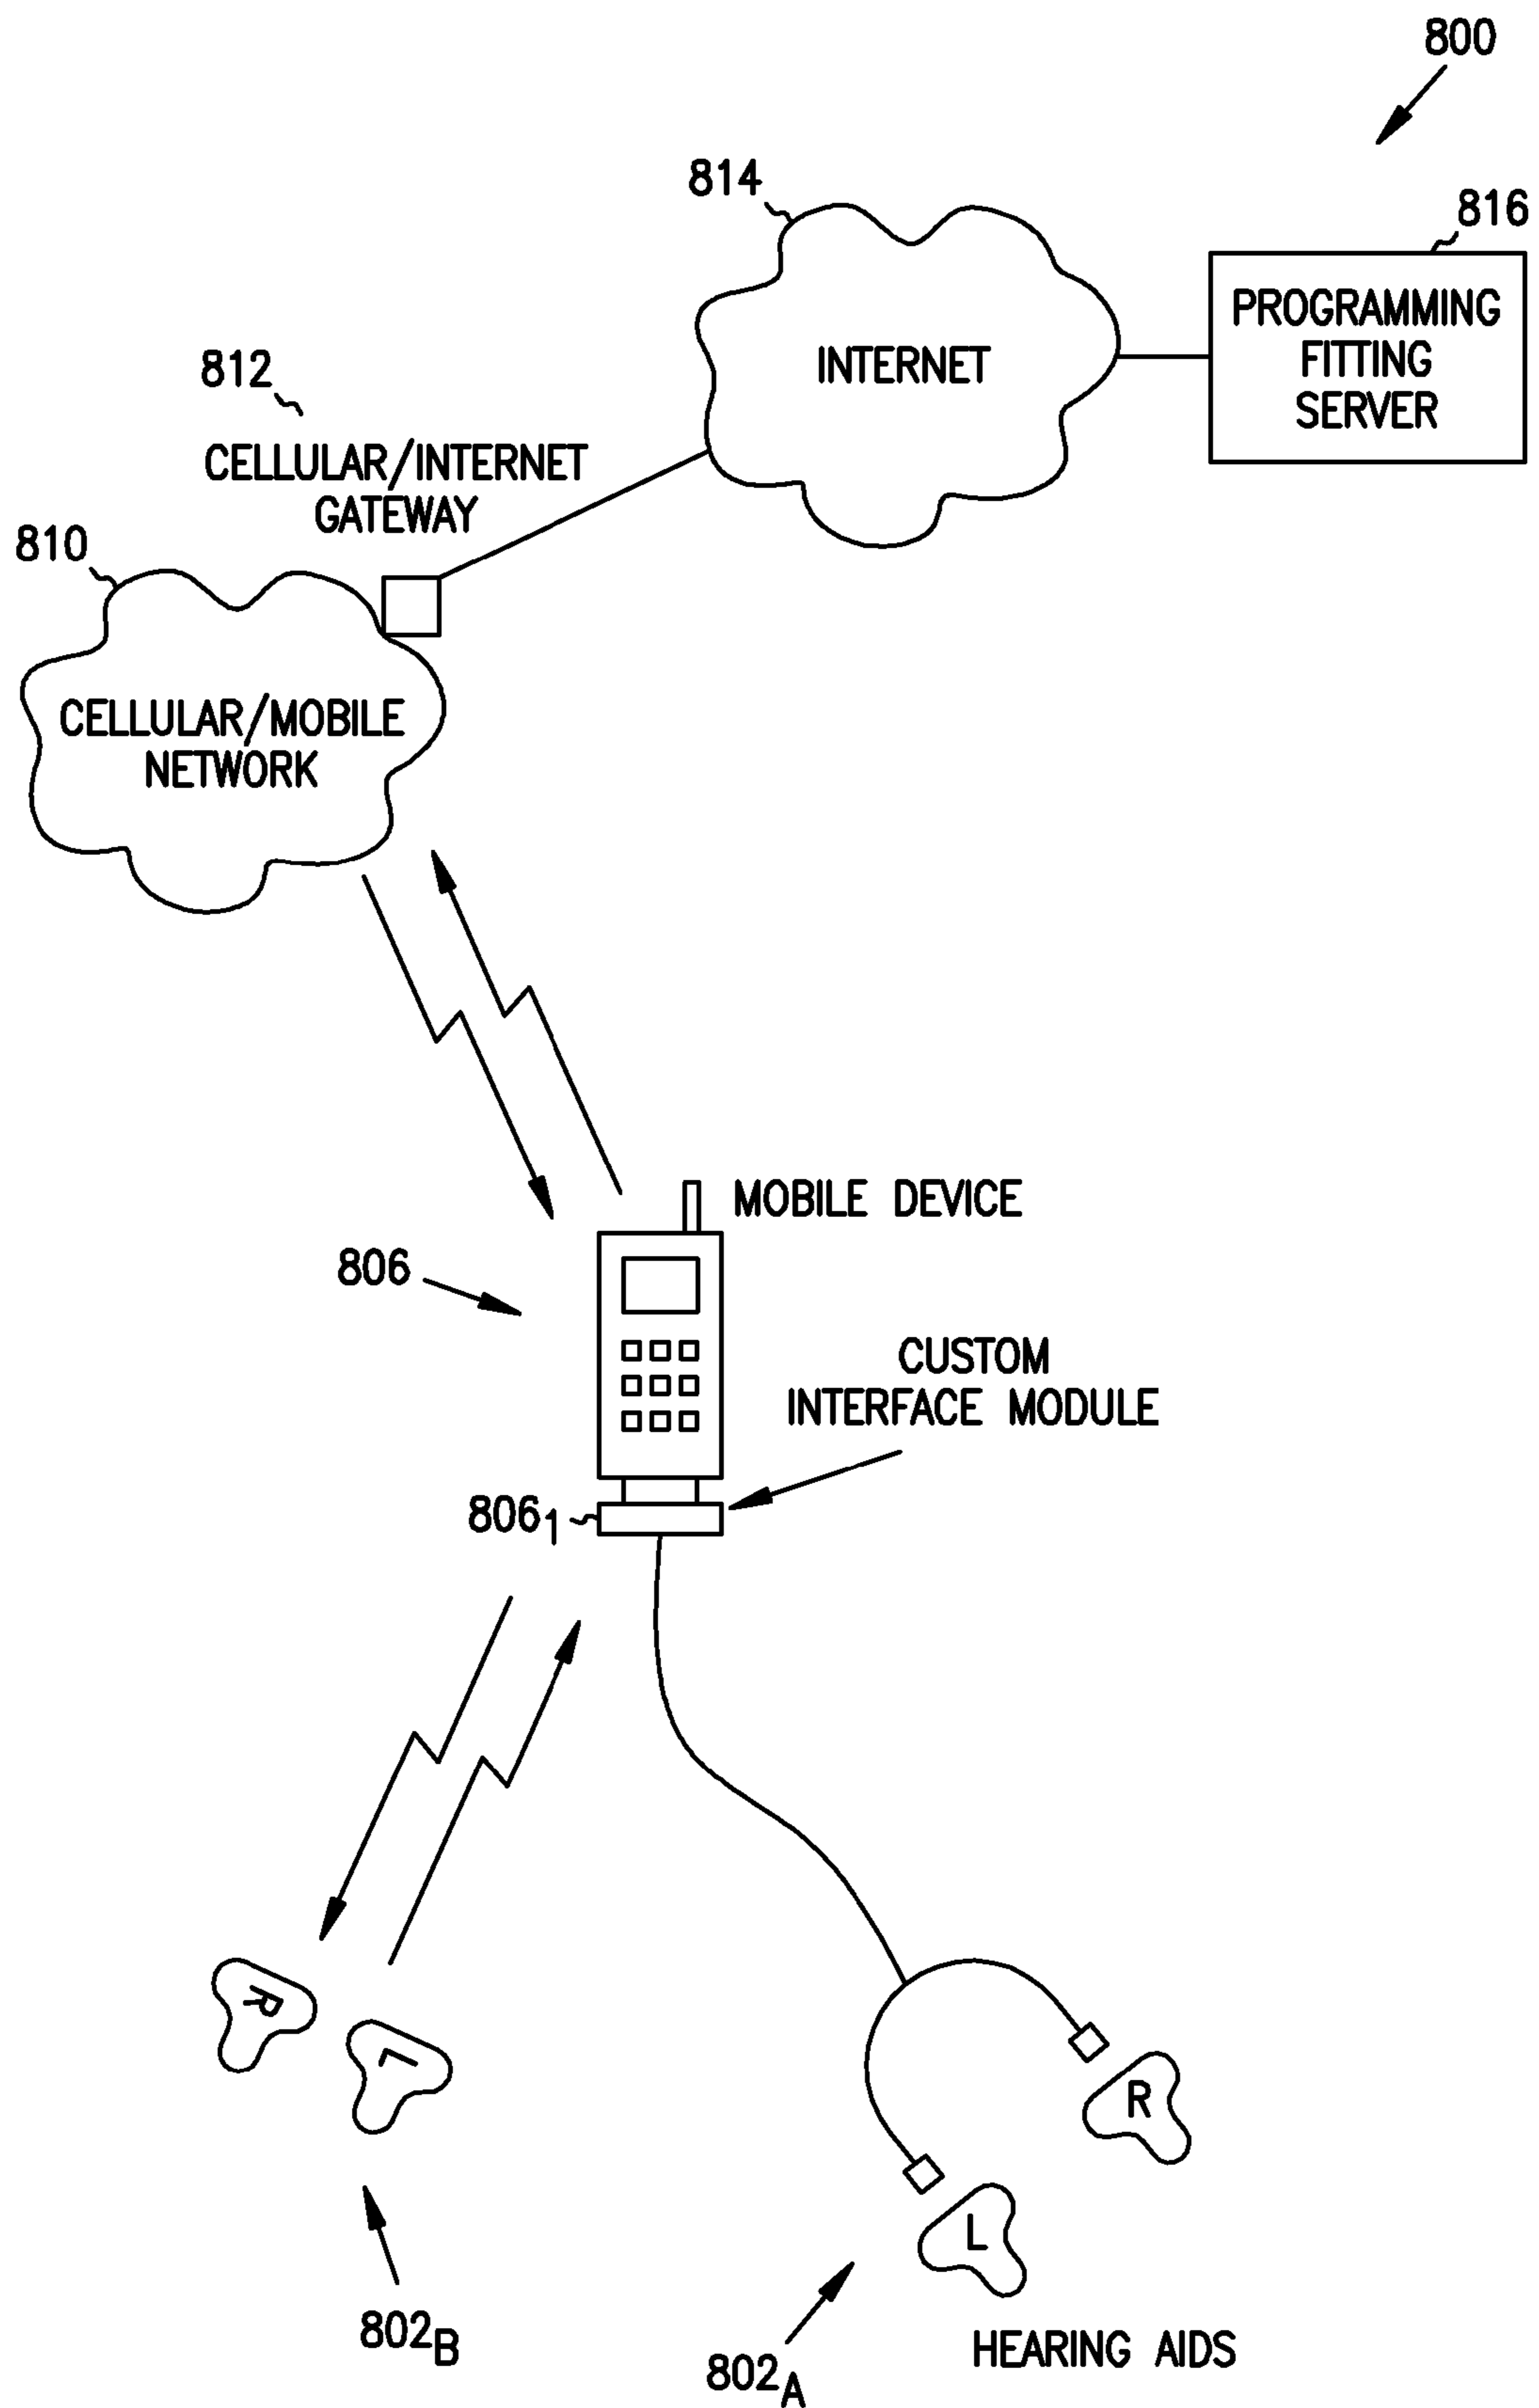 800
814
816
PROGRAMMING
FITTING
SERVER
INTERNET
812
CELLULAR/INTERNET
GATEWAY
810
CELLULAR/MOBILE
NETWORK
MOBILE DEVICE
806
CUSTOM
INTERFACE MODULE
806₁
R
L
R
L
802B
802A
HEARING AIDS